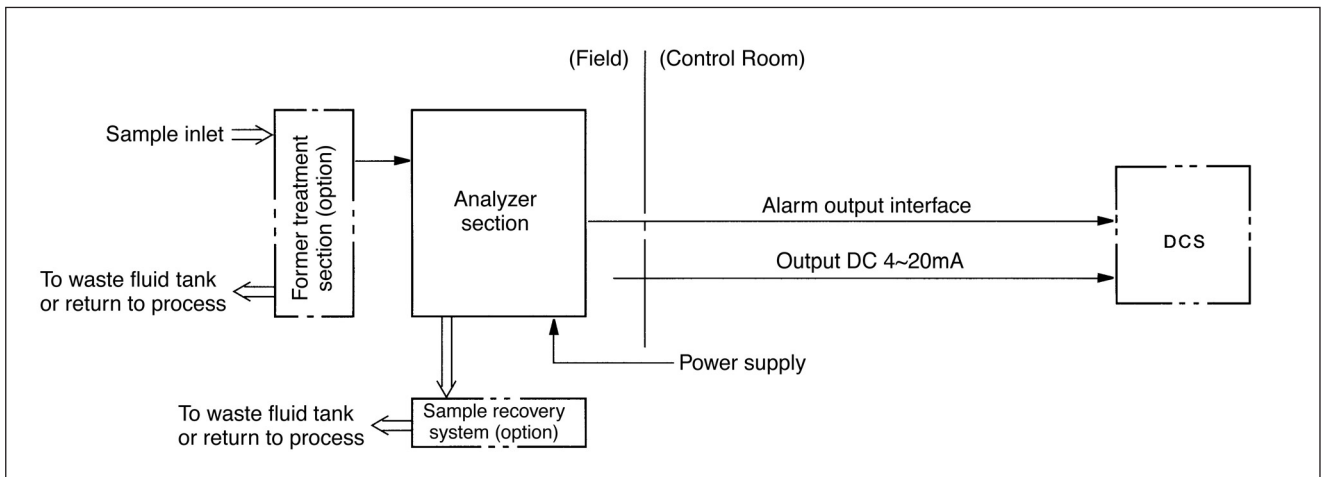 (Field)
(Control Room)
Sample inlet
Former treatment
section (option)
Analyzer
section
Alarm output interface
DCS
Output DC 4~20mA
To waste fluid tank
or return to process
Power supply
Sample recovery
system (option)
To waste fluid tank
or return to process